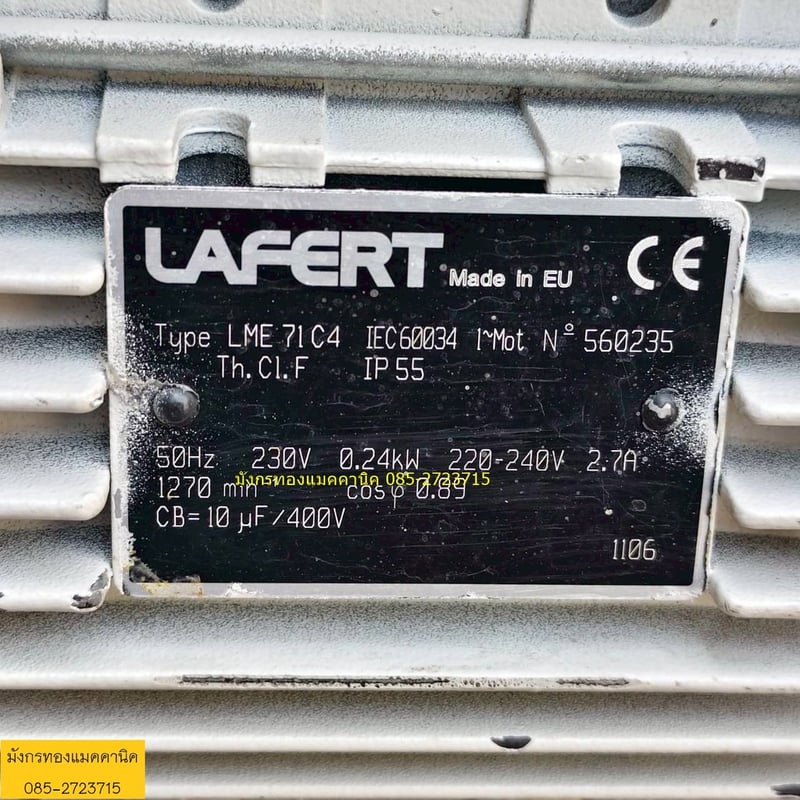 LAFERT Made in EU CE
Type LME 71 C4 IEC60034 1~Mot N° 560235
Th. Cl. F IP 55
50Hz 230V 0.24kW 220-240V 2.7A
มังกรทองแมคคานิค 085-2723715
1270 min cosφ 0.89
CB= 10 µF/400V
1106
มังกรทองแมคคานิค
085-2723715